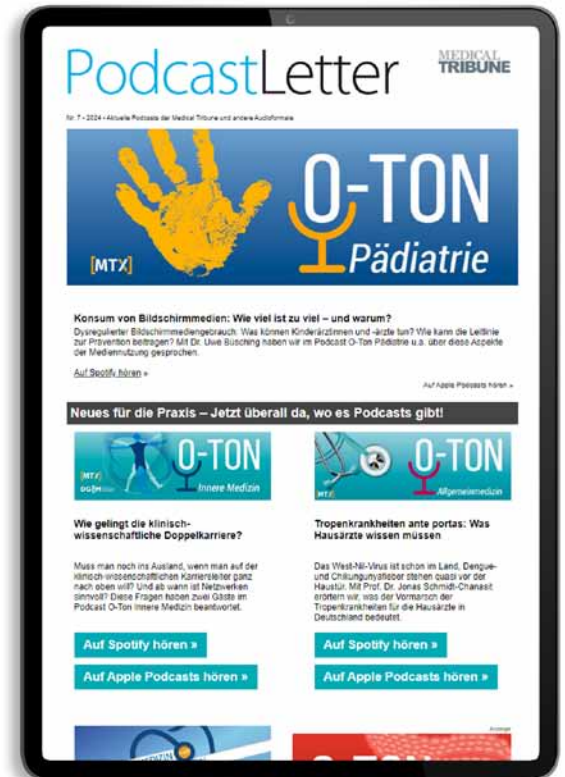 PodcastLetter
MEDICAL
TRIBUNE
Nr. 7 • 2024 • Aktuelle Podcasts der Medical Tribune und andere Audioformate
O-TON
Pädiatrie
[MTX]
Konsum von Bildschirmmedien: Wie viel ist zu viel – und warum?
Dysregulierter Bildschirmmediengebrauch: Was können Kinderärztinnen und -ärzte tun? Wie kann die Leitlinie
zur Prävention beitragen? Mit Dr. Uwe Büsching haben wir im Podcast O-Ton Pädiatrie u.a. über diese Aspekte
der Mediennutzung gesprochen.
Auf Spotify hören »
Auf Apple Podcasts hören »
Neues für die Praxis – Jetzt überall da, wo es Podcasts gibt!
O-TON
Innere Medizin
[MTX]
Wie gelingt die klinisch-
wissenschaftliche Doppelkarriere?
Muss man noch ins Ausland, wenn man auf der
klinisch-wissenschaftlichen Karriereleiter ganz
nach oben will? Und ab wann ist Netzwerken
sinnvoll? Diese Fragen haben zwei Gäste im
Podcast O-Ton Innere Medizin beantwortet.
Auf Spotify hören »
Auf Apple Podcasts hören »
O-TON
Allgemeinmedizin
[MTX]
Tropenkrankheiten ante portas: Was
Hausärzte wissen müssen
Das West-Nil-Virus ist schon im Land, Dengue-
und Chikungunyafieber stehen quasi vor der
Haustür. Mit Prof. Dr. Jonas Schmidt-Chanasit
erörtern wir, was der Vormarsch der
Tropenkrankheiten für die Hausärzte in
Deutschland bedeutet.
Auf Spotify hören »
Auf Apple Podcasts hören »
Anzeige